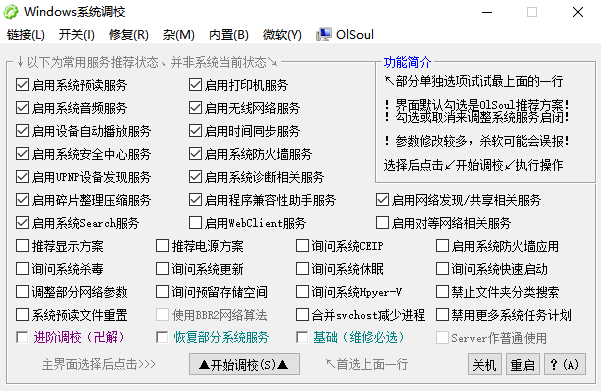 Windows系统调校
链接(L) 开关(I) 修复(R) 杂(M) 内置(B) 微软(Y) OlSoul
↓以下为常用服务推荐状态、并非系统当前状态↘ 功能简介
启用系统预读服务 启用打印机服务 ↖部分单独选项试试最上面的一行
启用系统音频服务 启用无线网络服务 ！界面默认勾选是OlSoul推荐方案!
启用设备自动播放服务 启用时间同步服务 ！勾选或取消来调整系统服务启闭!
启用系统安全中心服务 启用系统防火墙服务 ！参数修改较多，杀软可能会误报!
启用UPNP设备发现服务 启用系统诊断相关服务 选择后点击↙开始调校↙执行操作
启用碎片整理压缩服务 启用程序兼容性助手服务 启用网络发现/共享相关服务
启用系统Search服务 启用WebClient服务 启用对等网络相关服务
推荐显示方案 推荐电源方案 询问系统CEIP 启用系统防火墙应用
询问系统杀毒 询问系统更新 询问系统休眠 询问系统快速启动
调整部分网络参数 询问预留存储空间 询问系统Hpyer-V 禁止文件夹分类搜索
系统预读文件重置 使用BBR2网络算法 合并svchost减少进程 禁用更多系统任务计划
进阶调校（卍解） 恢复部分系统服务 基础（维修必选） Server作普通使用
主界面选择后点击>>> ▲开始调校(S)▲ ↖首选上面一行 关机 重启 ？(A)